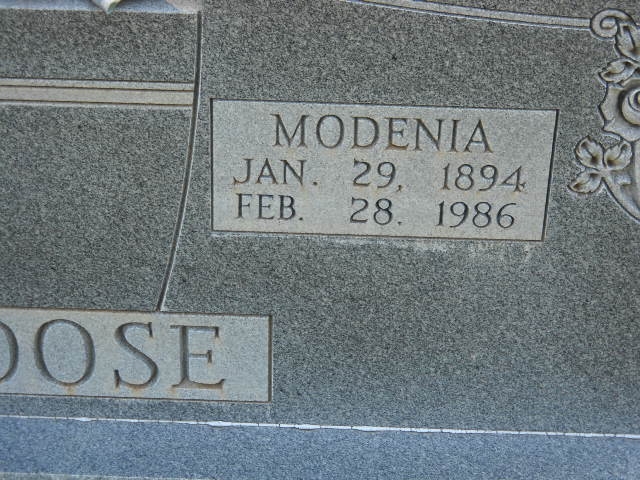 MODENIA
JAN. 29, 1894
FEB. 28. 1986
OOSE